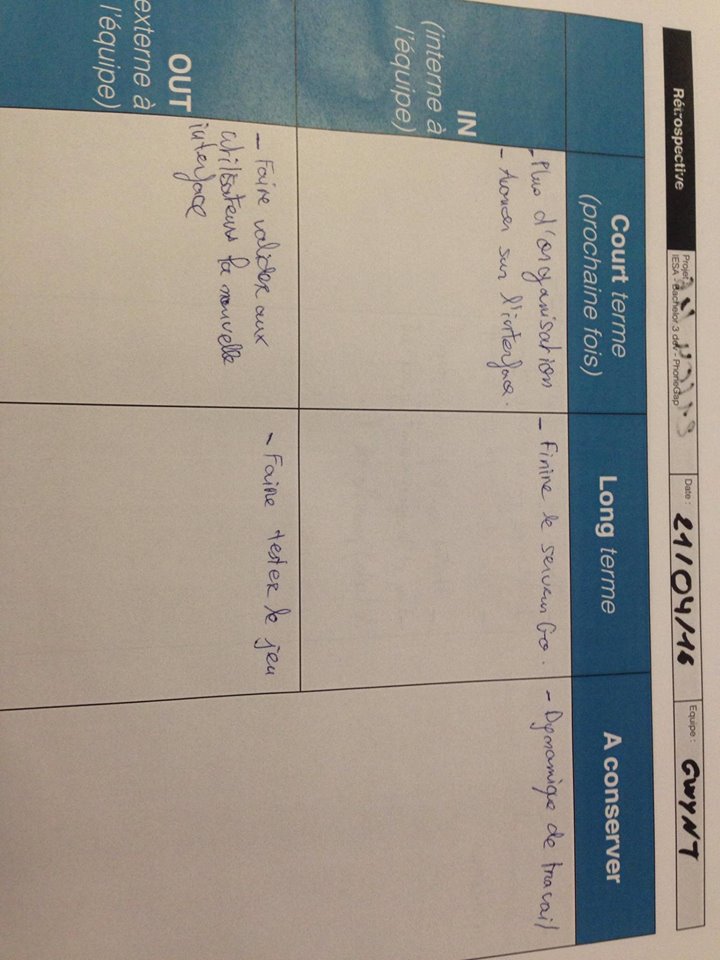 Rétrospective
Projet :
IESA - Bachelor 3 dev - PhoneGap
Date : 21/04/16
Equipe : GWYNT
Court terme
(prochaine fois)
Long terme
A conserver
IN
(interne à
l'équipe)
- Plus d'organisation
- Avancer sur l'interface.
- Finire le serveur Go.
- Dynamique de travail
OUT
externe à
l'équipe)
- Faire valider aux
utilisateurs la nouvelle
interface
- Faire tester le jeu